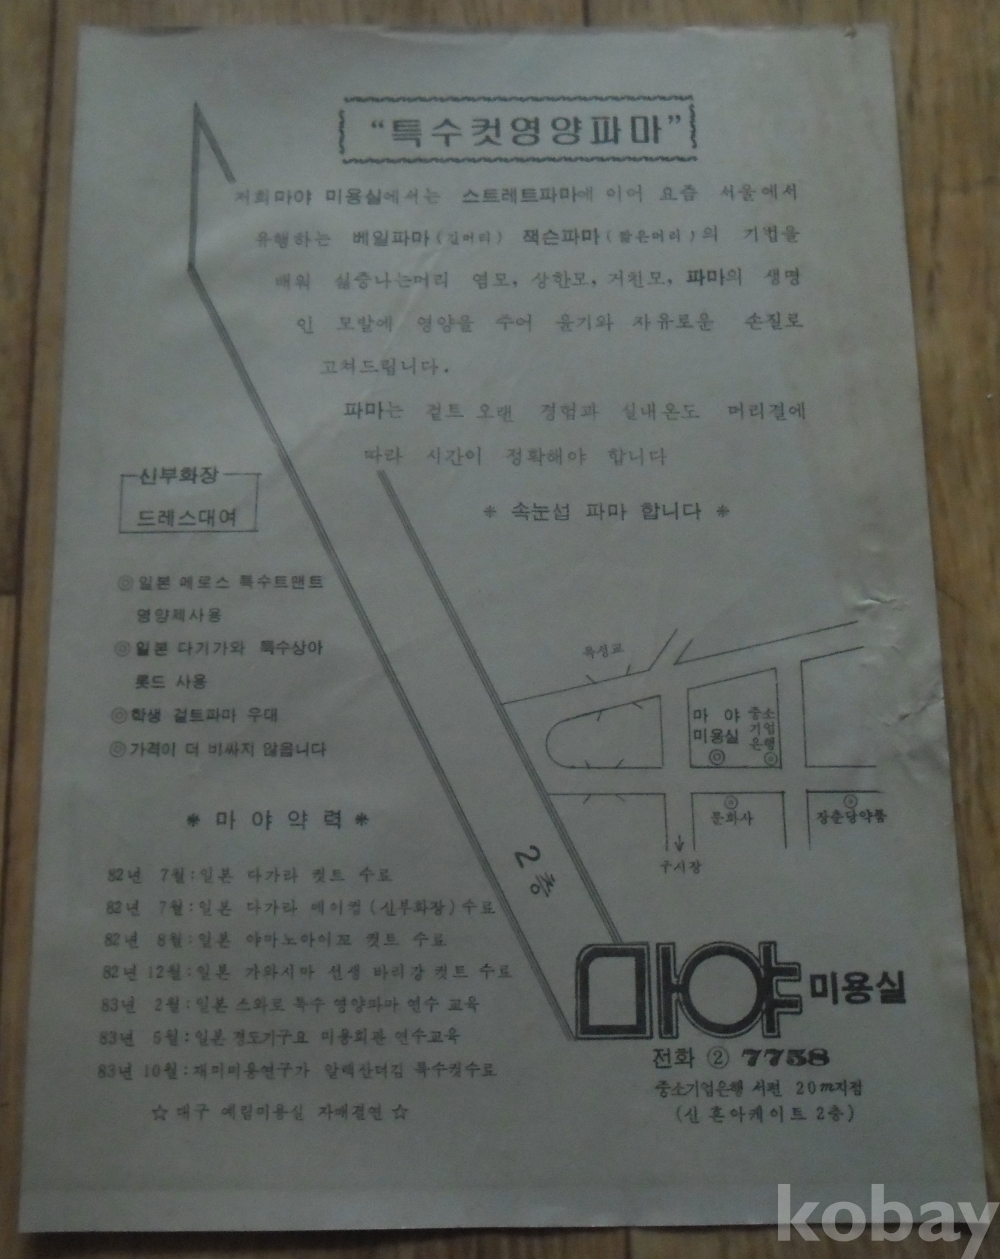 “특수컷영양파마”
저희마야 미용실에서는 스트레트파마에 이어 요즘 서울에서
유행하는 베일파마(긴머리) 잭슨파마(짧은머리)의 기법을
배워 싫증나는머리 염모, 상한모, 거친모, 파마의 생명
인 모발에 영양을 주어 윤기와 자유로운 손질로
고쳐드립니다.
파마는 겉트 오랜 경험과 실내온도 머리결에
따라 시간이 정확해야 합니다
* 속눈섭 파마 합니다 *
신부화장
드레스대여
◎ 일본 에로스 특수트맨트
영양제사용
◎ 일본 다기가와 특수상아
롯드 사용
◎ 학생 겉트파마 우대
◎ 가격이 더 비싸지 않읍니다
* 마야약력 *
82년 7월:일본 다가라 컷트 수료
82년 7월:일본 다가라 메이컵(신부화장)수료
82년 8월:일본 야마노아이꼬 컷트 수료
82년 12월:일본 가와시마 선생 바리강 컷트 수료
83년 2월:일본 스와로 특수 영양파마 연수 교육
83년 5월:일본 경도기구요 미용회관 연수교육
83년 10월:재미미용연구가 알렉산더김 특수컷수료
☆ 대구 예림미용실 자매결연 ☆
옥성교
마야
미용실
중소
기업
은행
문화사
장춘당약품
구시장
2층
마야 미용실
전화 ② 7758
중소기업은행 서편 20m지점
(신흔아케이트 2층)
kobay